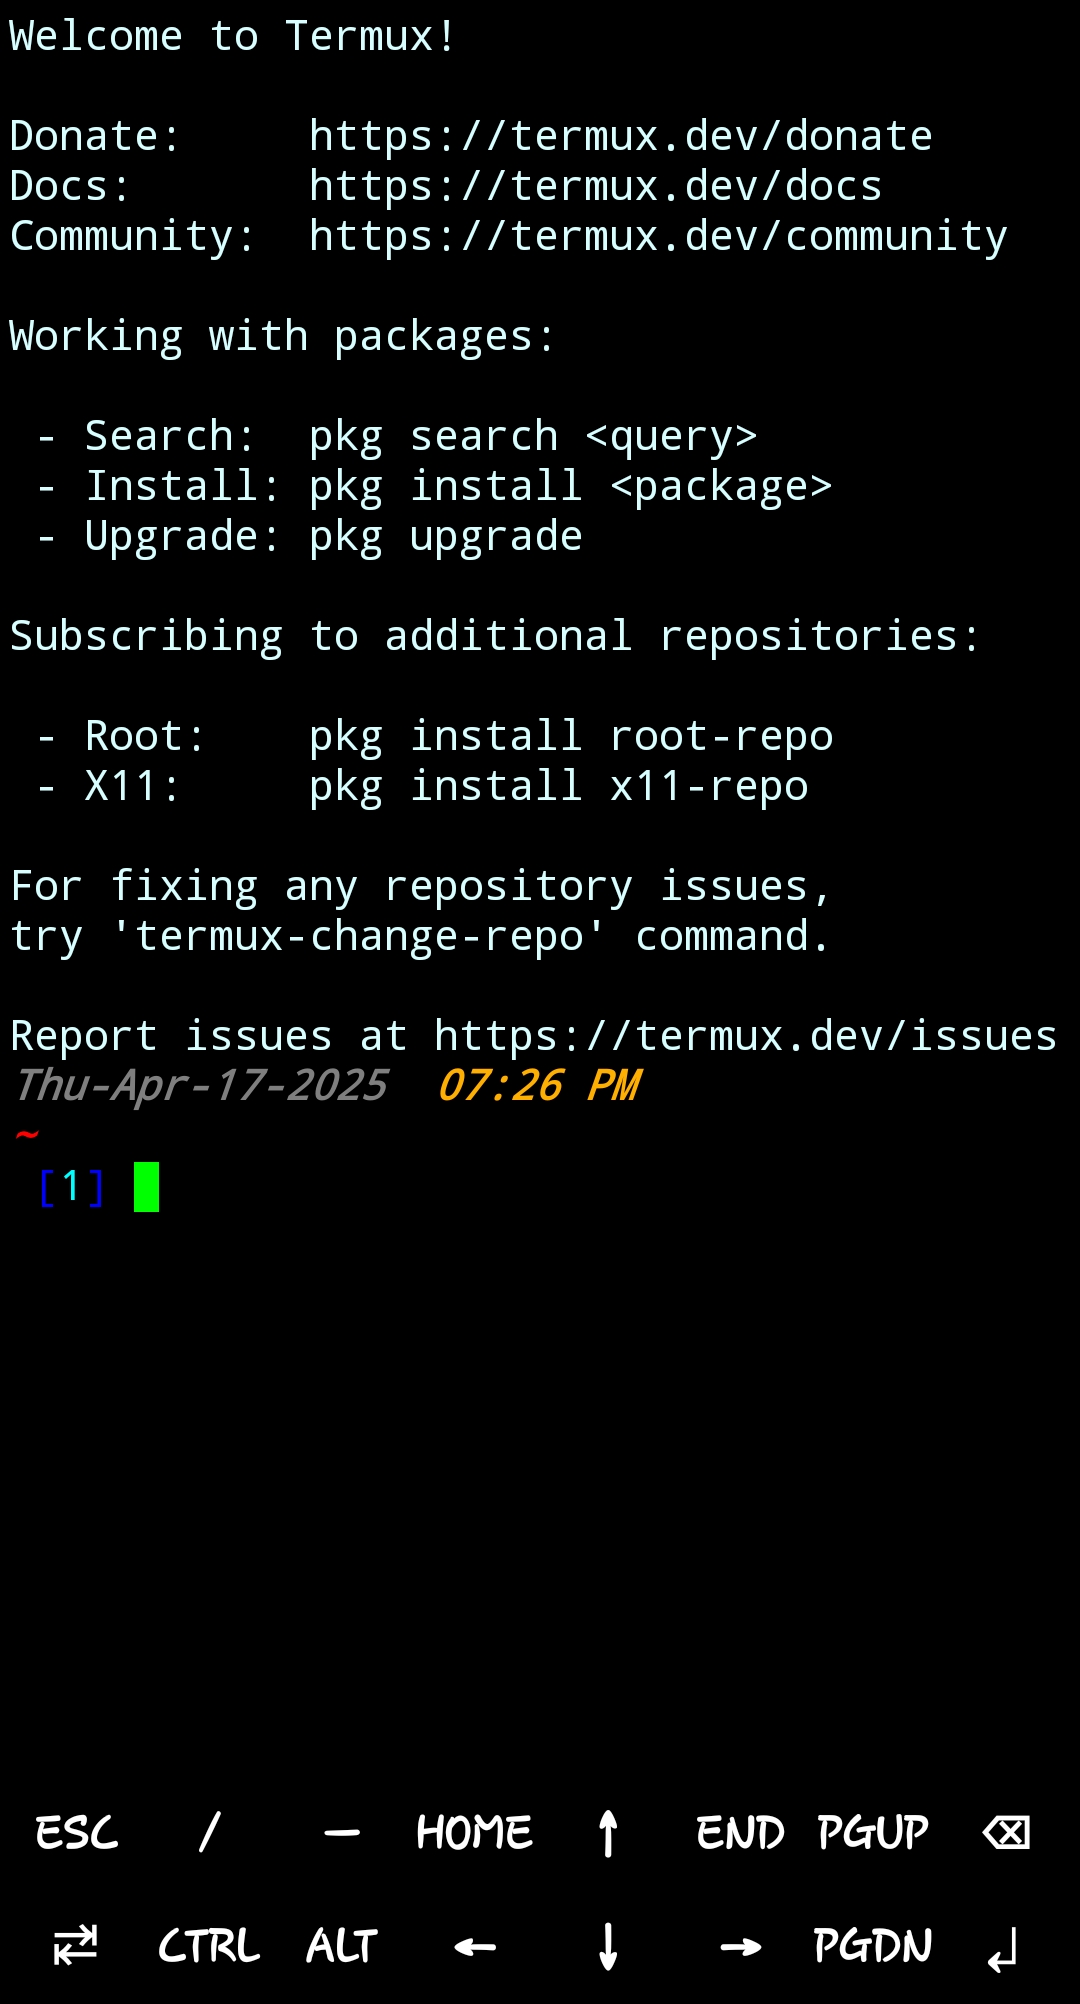 Welcome to Termux!
Donate:     https://termux.dev/donate
Docs:       https://termux.dev/docs
Community:  https://termux.dev/community
Working with packages:
 - Search:  pkg search <query>
 - Install: pkg install <package>
 - Upgrade: pkg upgrade
Subscribing to additional repositories:
 - Root:    pkg install root-repo
 - X11:     pkg install x11-repo
For fixing any repository issues,
try 'termux-change-repo' command.
Report issues at https://termux.dev/issues
Thu-Apr-17-2025  07:26 PM
~
 [1]
ESC / — HOME ↑ END PGUP ⌫
↹ CTRL ALT ← ↓ → PGDN ↲